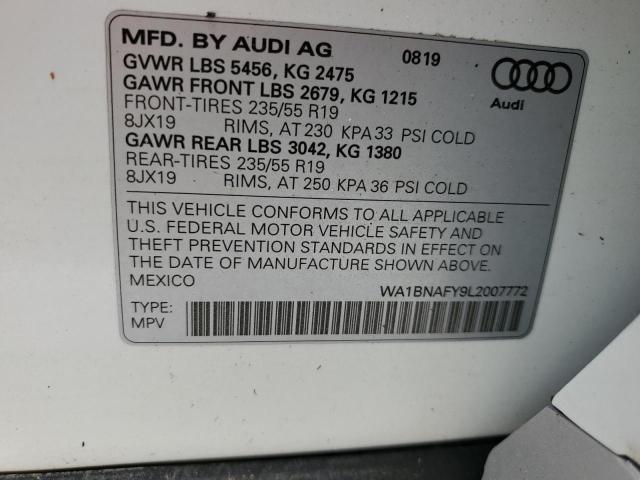 MFD. BY AUDI AG 0819
GVWR LBS 5456, KG 2475
GAWR FRONT LBS 2679, KG 1215
FRONT-TIRES 235/55 R19
8JX19 RIMS, AT 230 KPA 33 PSI COLD
GAWR REAR LBS 3042, KG 1380
REAR-TIRES 235/55 R19
8JX19 RIMS, AT 250 KPA 36 PSI COLD
Audi
THIS VEHICLE CONFORMS TO ALL APPLICABLE
U.S. FEDERAL MOTOR VEHICLE SAFETY AND
THEFT PREVENTION STANDARDS IN EFFECT ON
THE DATE OF MANUFACTURE SHOWN ABOVE
MEXICO
WA1BNAFY9L2007772
TYPE:
MPV